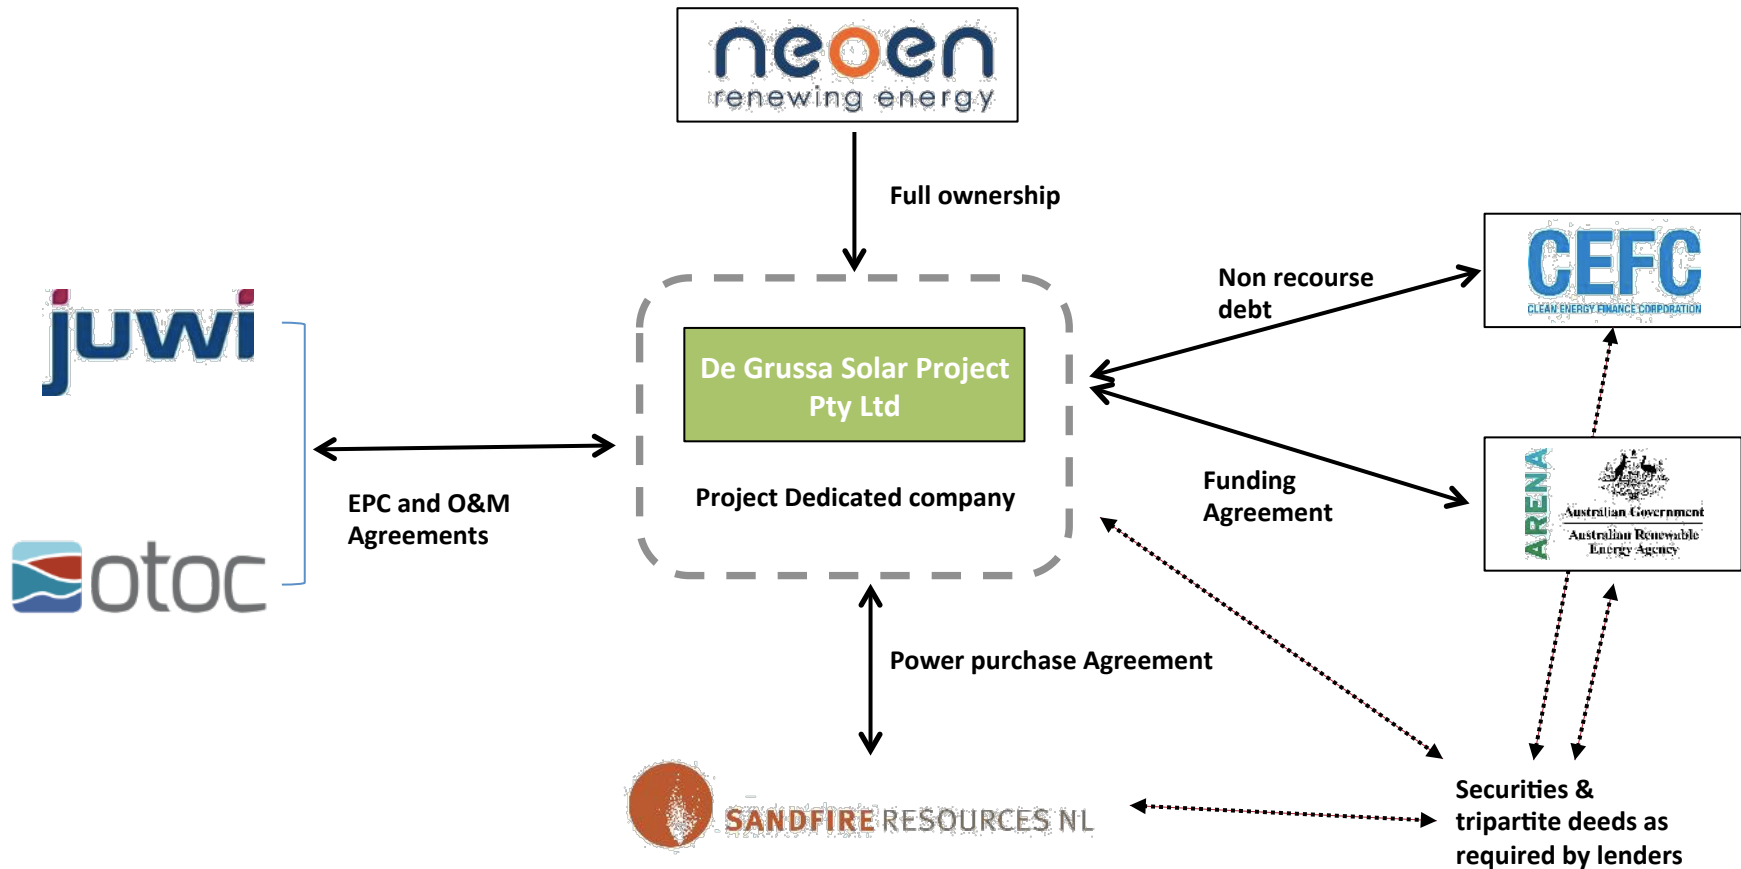 neoen
renewing energy
Full ownership
Non recourse
debt
CEFC
CLEAN ENERGY FINANCE CORPORATION
juwi
De Grussa Solar Project
Pty Ltd
Project Dedicated company
EPC and O&M
Agreements
Funding
Agreement
ARENA
Australian Government
Australian Renewable
Energy Agency
otoc
Power purchase Agreement
SANDFIRE RESOURCES NL
Securities &
tripartite deeds as
required by lenders